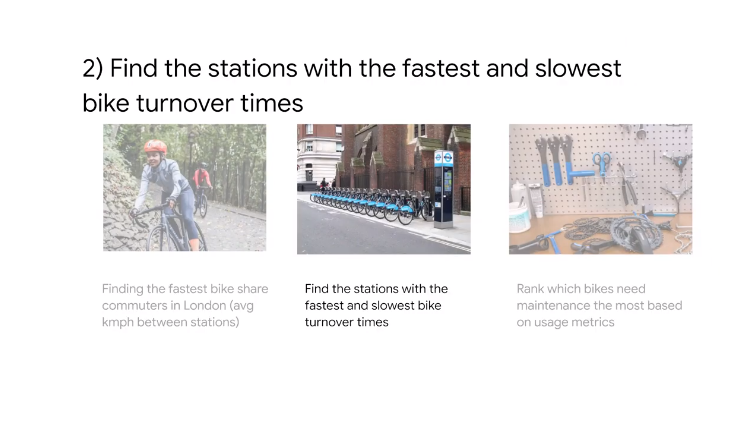 2) Find the stations with the fastest and slowest
bike turnover times
Finding the fastest bike share
commuters in London (avg
kmph between stations)
Find the stations with the
fastest and slowest bike
turnover times
Rank which bikes need
maintenance the most based
on usage metrics